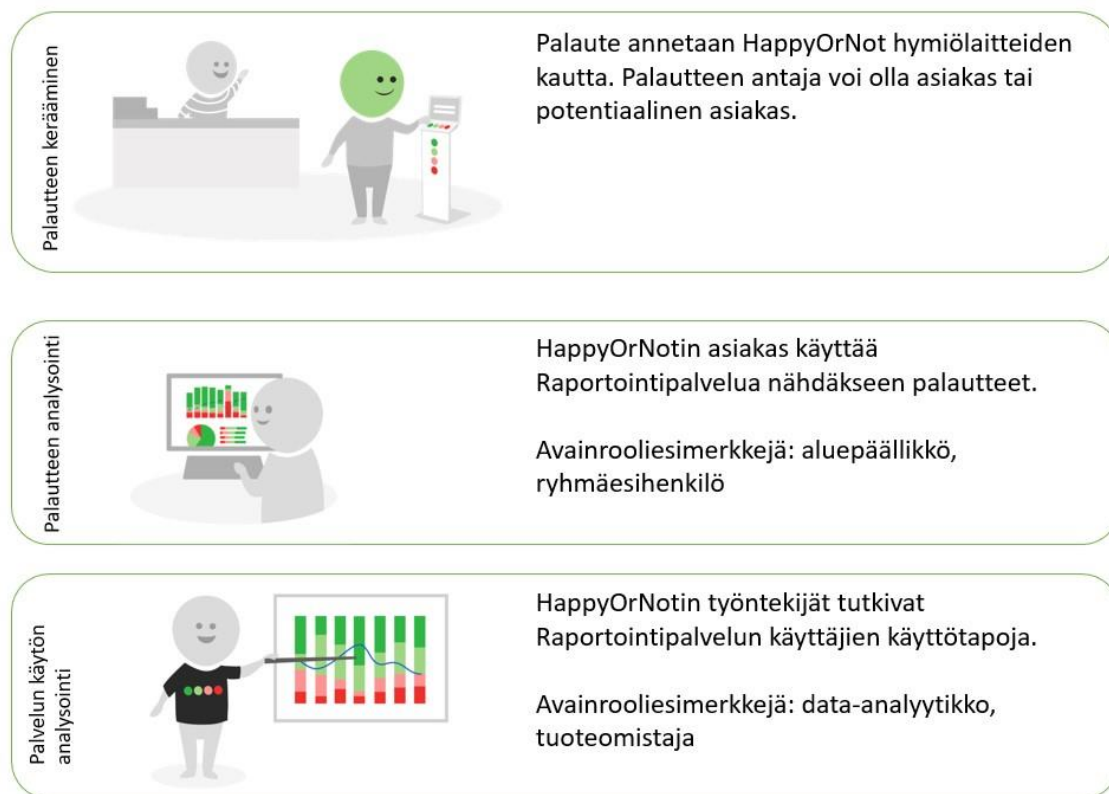 Palautteen kerääminen
Palaute annetaan HappyOrNot hymiölaitteiden
kautta. Palautteen antaja voi olla asiakas tai
potentiaalinen asiakas.
Palautteen analysointi
HappyOrNotin asiakas käyttää
Raportointipalvelua nähdäkseen palautteet.
Avainrooliesimerkkejä: aluepäällikkö,
ryhmäesihenkilö
Palvelun käytön
analysointi
HappyOrNotin työntekijät tutkivat
Raportointipalvelun käyttäjien käyttötapoja.
Avainrooliesimerkkejä: data-analyytikko,
tuoteomistaja